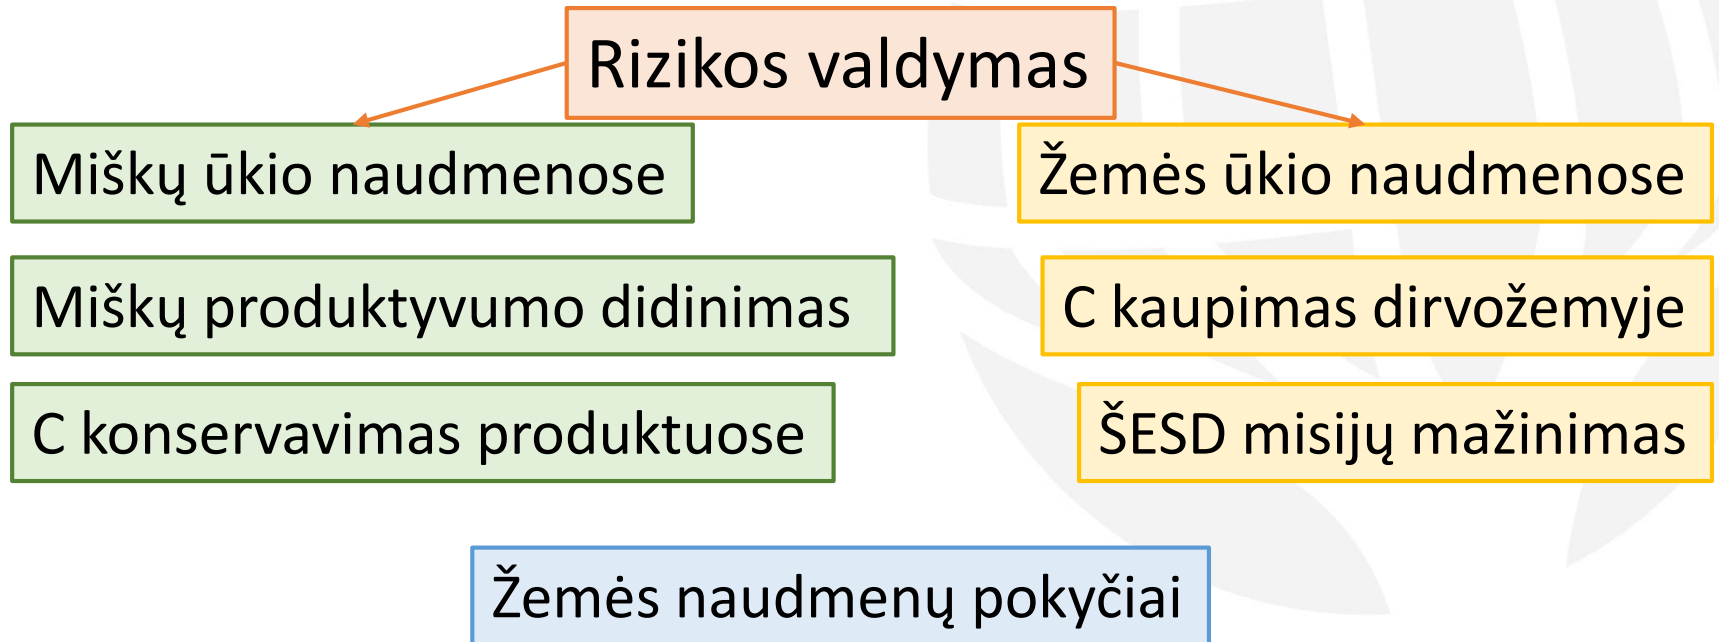 Rizikos valdymas
Miškų ūkio naudmenose
Žemės ūkio naudmenose
Miškų produktyvumo didinimas
C kaupimas dirvožemyje
C konservavimas produktuose
ŠESD misijų mažinimas
Žemės naudmenų pokyčiai